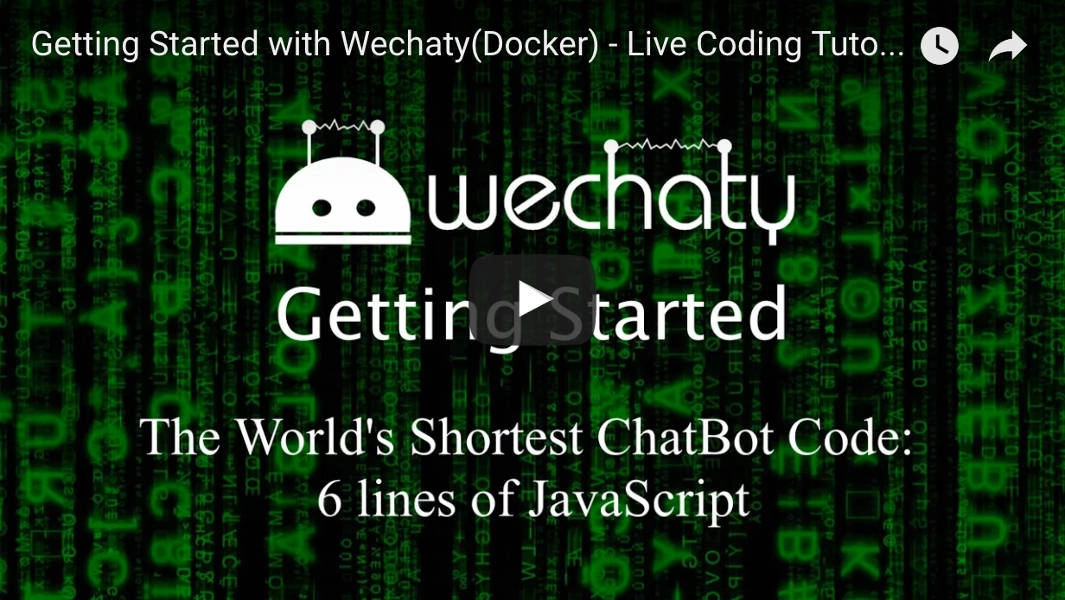 Getting Started with Wechaty(Docker) - Live Coding Tuto...
wechaty
Getting Started
The World's Shortest ChatBot Code:
6 lines of JavaScript